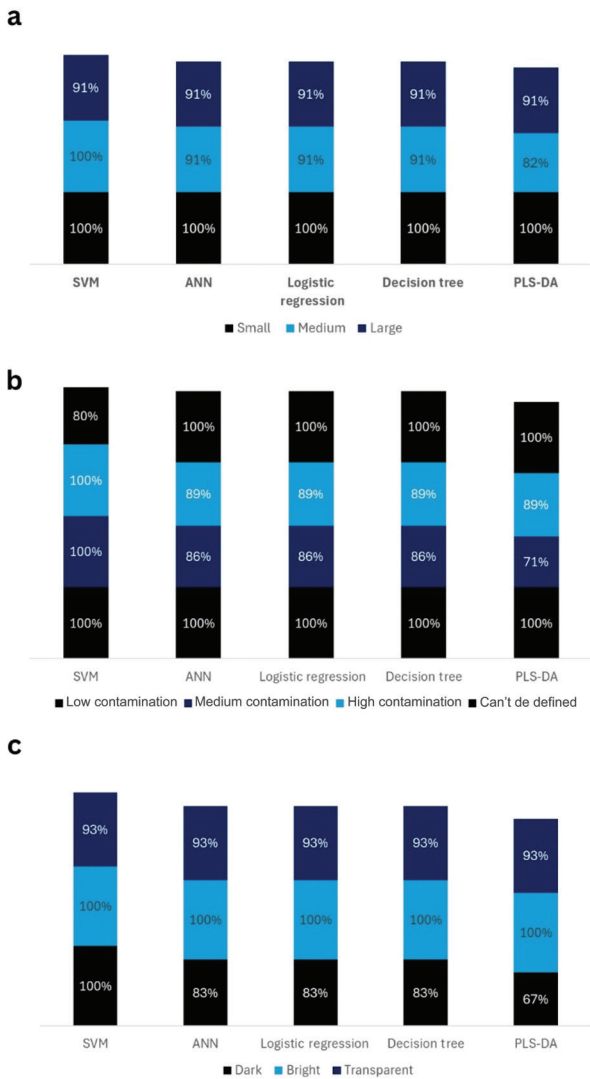 a
91% 91% 91% 91% 91%
100% 91% 91% 91% 82%
100% 100% 100% 100% 100%
SVM ANN Logistic regression Decision tree PLS-DA
Small Medium Large
b
80% 100% 100% 100% 100%
100% 89% 89% 89% 89%
100% 86% 86% 86% 71%
100% 100% 100% 100% 100%
SVM ANN Logistic regression Decision tree PLS-DA
Low contamination Medium contamination High contamination Can't de defined
c
93% 93% 93% 93% 93%
100% 100% 100% 100% 100%
100% 83% 83% 83% 67%
SVM ANN Logistic regression Decision tree PLS-DA
Dark Bright Transparent